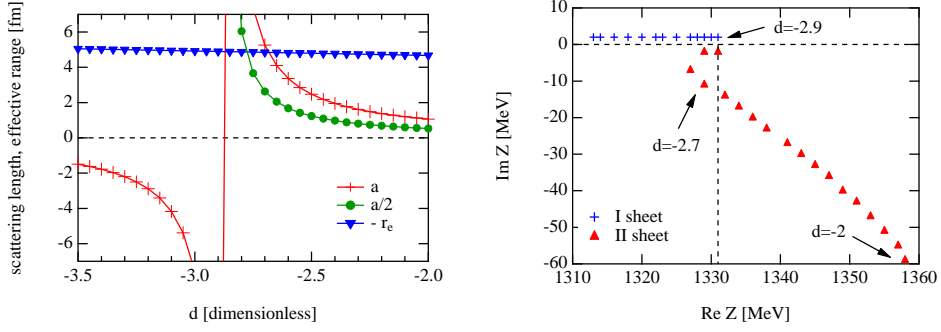 scattering length, effective range [fm]
6
4
2
0
-2
-4
-6
a
a/2
- re
-3.5
-3.0
-2.5
-2.0
d [dimensionless]
Im Z [MeV]
10
0
-10
-20
-30
-40
-50
-60
d=-2.9
d=-2.7
I sheet
II sheet
d=-2
1310
1320
1330
1340
1350
1360
Re Z [MeV]